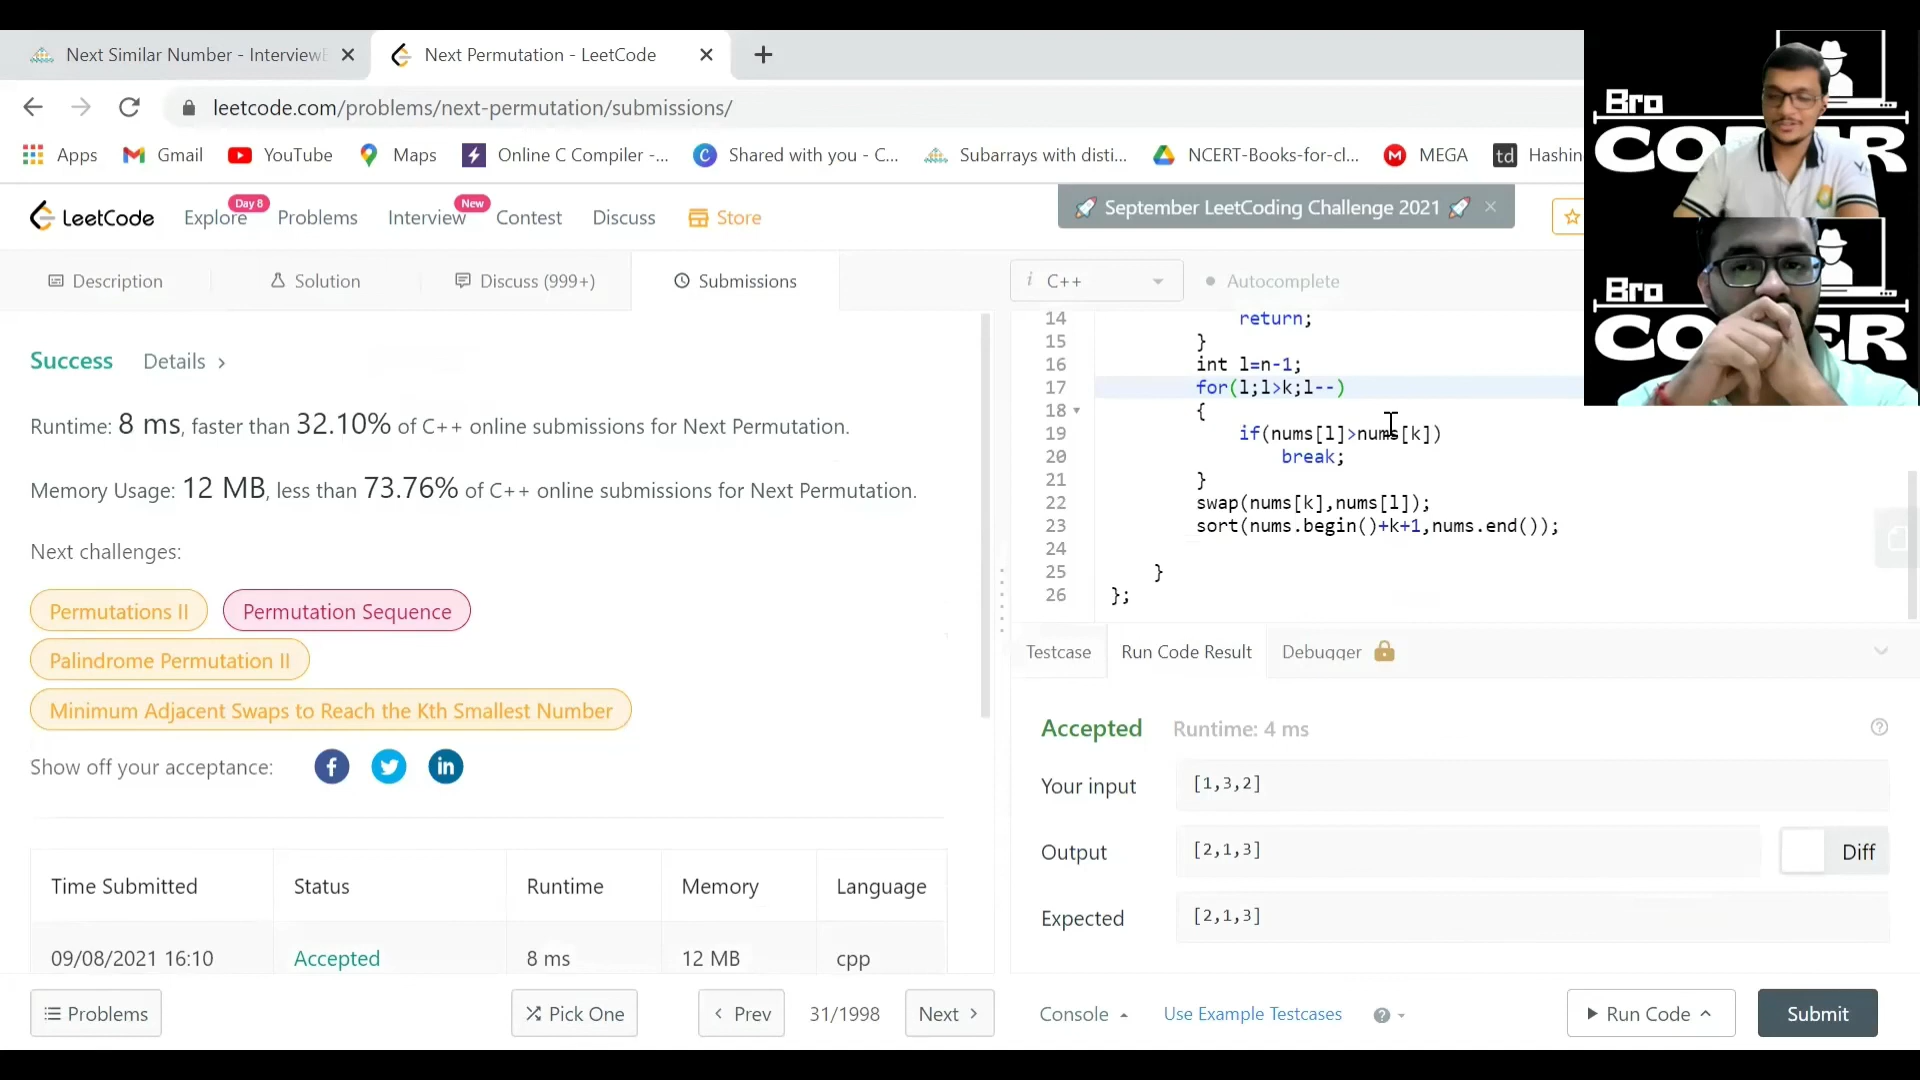 Next Similar Number - Interview
Next Permutation - LeetCode
leetcode.com/problems/next-permutation/submissions/
Apps
Gmail
YouTube
Maps
Online C Compiler -...
Shared with you - C...
Subarrays with disti...
NCERT-Books-for-cl...
MEGA
td Hashin
Bro
CODER
Bro
CODER
LeetCode
Explore
Day 8
Problems
Interview
New
Contest
Discuss
Store
September LeetCoding Challenge 2021
Description
Solution
Discuss (999+)
Submissions
i C++
Autocomplete
Success
Details
Runtime: 8 ms, faster than 32.10% of C++ online submissions for Next Permutation.
Memory Usage: 12 MB, less than 73.76% of C++ online submissions for Next Permutation.
Next challenges:
Permutations II
Permutation Sequence
Palindrome Permutation II
Minimum Adjacent Swaps to Reach the Kth Smallest Number
Show off your acceptance:
Time Submitted Status Runtime Memory Language
09/08/2021 16:10 Accepted 8 ms 12 MB cpp
14 return;
15 }
16 int l=n-1;
17 for(l;l>k;l--)
18 {
19 if(nums[l]>nums[k])
20 break;
21 }
22 swap(nums[k],nums[l]);
23 sort(nums.begin()+k+1,nums.end());
24
25 }
26 };
Testcase
Run Code Result
Debugger
Accepted
Runtime: 4 ms
Your input
[1,3,2]
Output
[2,1,3]
Diff
Expected
[2,1,3]
Problems
Pick One
Prev
31/1998
Next
Console
Use Example Testcases
Run Code
Submit